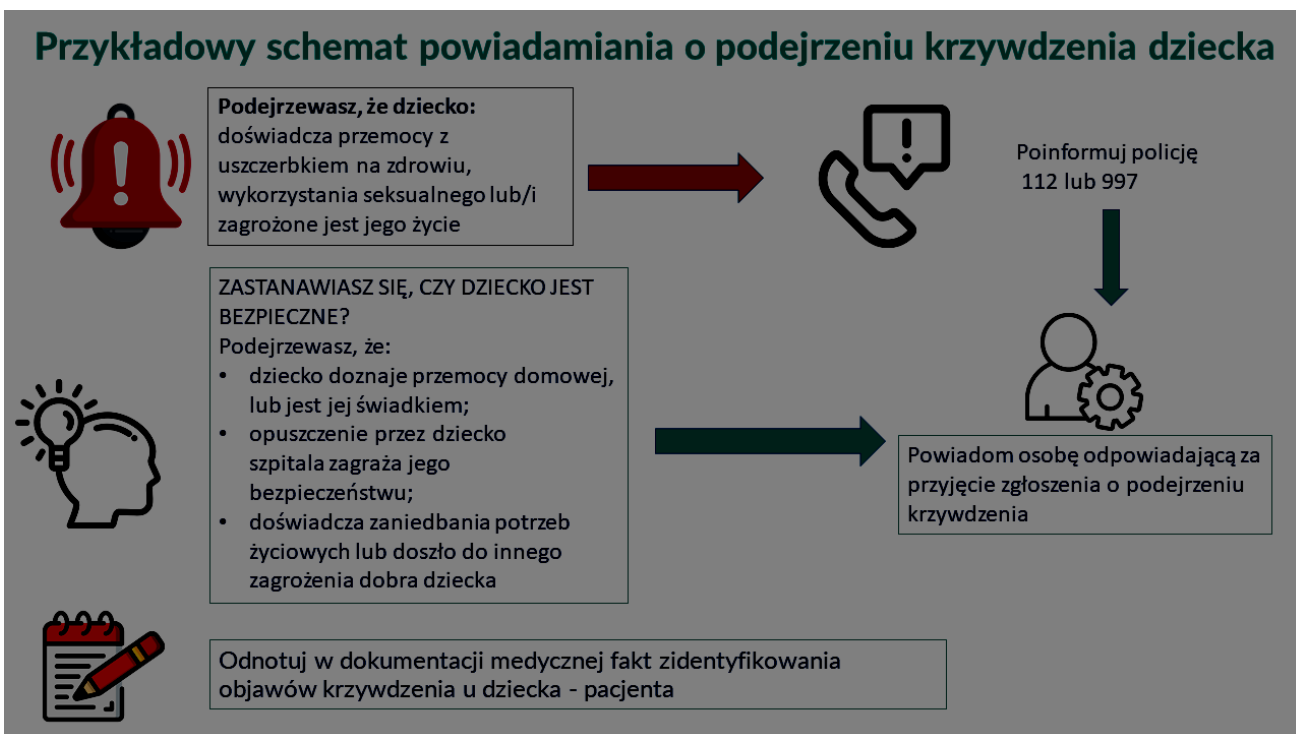 Przykładowy schemat powiadamiania o podejrzeniu krzywdzenia dziecka
Podejrzewasz, że dziecko:
doświadcza przemocy z
uszczerbkiem na zdrowiu,
wykorzystania seksualnego lub/i
zagrożone jest jego życie
Poinformuj policję
112 lub 997
ZASTANAWIASZ SIĘ, CZY DZIECKO JEST
BEZPIECZNE?
Podejrzewasz, że:
• dziecko doznaje przemocy domowej,
lub jest jej świadkiem;
• opuszczenie przez dziecko
szpitala zagraża jego
bezpieczeństwu;
• doświadcza zaniedbania potrzeb
życiowych lub doszło do innego
zagrożenia dobra dziecka
Powiadom osobę odpowiadającą za
przyjęcie zgłoszenia o podejrzeniu
krzywdzenia
Odnotuj w dokumentacji medycznej fakt zidentyfikowania
objawów krzywdzenia u dziecka - pacjenta